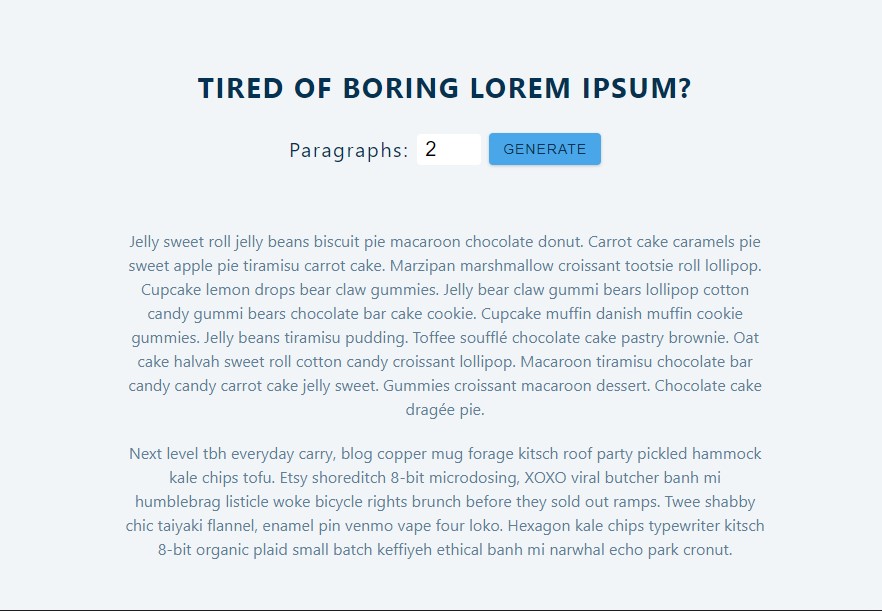 TIRED OF BORING LOREM IPSUM?
Paragraphs: 2 GENERATE
Jelly sweet roll jelly beans biscuit pie macaroon chocolate donut. Carrot cake caramels pie
sweet apple pie tiramisu carrot cake. Marzipan marshmallow croissant tootsie roll lollipop.
Cupcake lemon drops bear claw gummies. Jelly bear claw gummi bears lollipop cotton
candy gummi bears chocolate bar cake cookie. Cupcake muffin danish muffin cookie
gummies. Jelly beans tiramisu pudding. Toffee soufflé chocolate cake pastry brownie. Oat
cake halvah sweet roll cotton candy croissant lollipop. Macaroon tiramisu chocolate bar
candy candy carrot cake jelly sweet. Gummies croissant macaroon dessert. Chocolate cake
dragée pie.
Next level tbh everyday carry, blog copper mug forage kitsch roof party pickled hammock
kale chips tofu. Etsy shoreditch 8-bit microdosing, XOXO viral butcher banh mi
humblebrag listicle woke bicycle rights brunch before they sold out ramps. Twee shabby
chic taiyaki flannel, enamel pin venmo vape four loko. Hexagon kale chips typewriter kitsch
8-bit organic plaid small batch keffiyeh ethical banh mi narwhal echo park cronut.